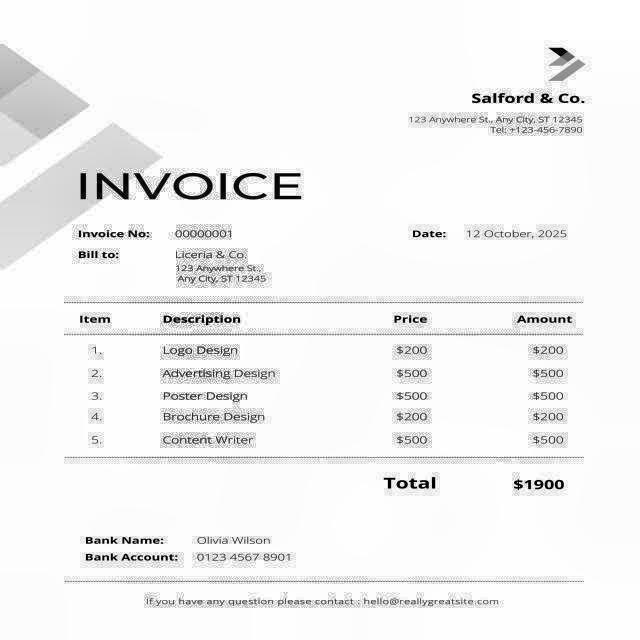 Salford & Co.
123 Anywhere St., Any City, ST 12345
Tel: +123-456-7890
INVOICE
Invoice No: 00000001 Date: 12 October, 2025
Bill to: Liceria & Co.
123 Anywhere St.,
Any City, ST 12345
Item Description Price Amount
1. Logo Design $200 $200
2. Advertising Design $500 $500
3. Poster Design $500 $500
4. Brochure Design $200 $200
5. Content Writer $500 $500
Total $1900
Bank Name: Olivia Wilson
Bank Account: 0123 4567 8901
If you have any question please contact : hello@reallygreatsite.com